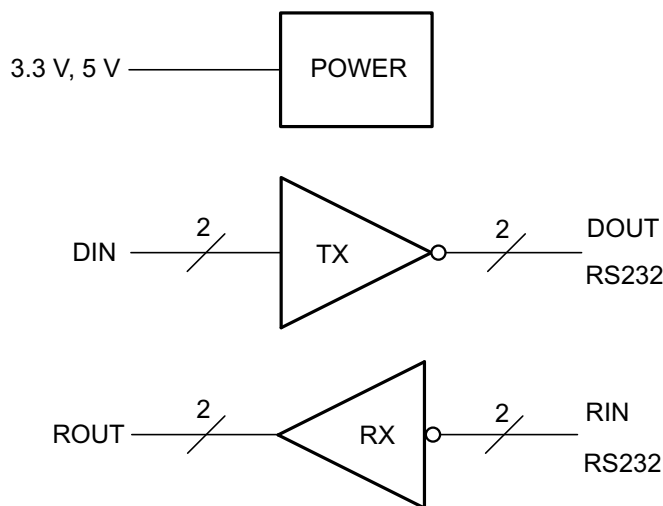 3.3 V, 5 V
POWER
2
2
DOUT
DIN
TX
RS232
2
2
RIN
ROUT
RX
RS232